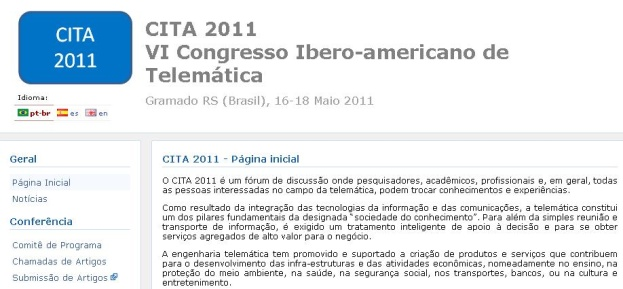 CITA
2011
CITA 2011
VI Congresso Ibero-americano de
Telemática
Gramado RS (Brasil), 16-18 Maio 2011
Idioma:
pt-br es en
Geral
Página Inicial
Notícias
Conferência
Comitê de Programa
Chamadas de Artigos
Submissão de Artigos
CITA 2011 - Página inicial
O CITA 2011 é um fórum de discussão onde pesquisadores, acadêmicos, profissionais e, em geral, todas
as pessoas interessadas no campo da telemática, podem trocar conhecimentos e experiências.
Como resultado da integração das tecnologias da informação e das comunicações, a telemática constitui
um dos pilares fundamentais da designada "sociedade do conhecimento". Para além da simples reunião e
transporte de informação, é exigido um tratamento inteligente de apoio à decisão e para se obter
serviços agregados de alto valor para o negócio.
A engenharia telemática tem promovido e suportado a criação de produtos e serviços que contribuem
para o desenvolvimento das infra-estruturas e das atividades econômicas, nomeadamente no ensino, na
proteção do meio ambiente, na saúde, na segurança social, nos transportes, bancos, ou na cultura e
entretenimento.